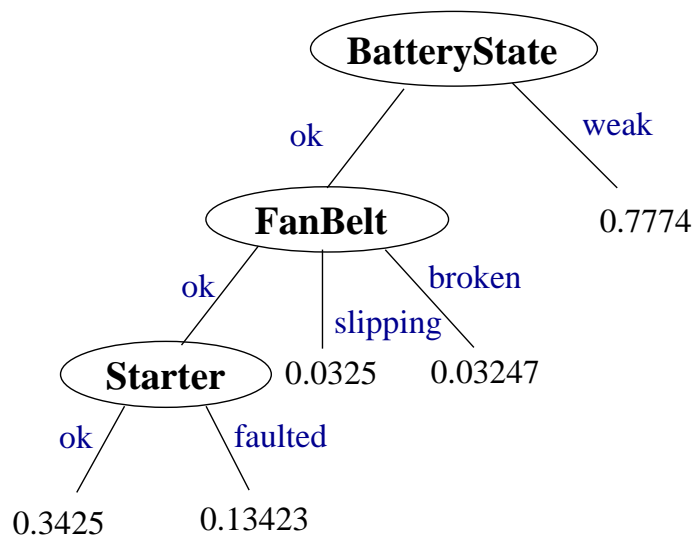 BatteryState
ok
weak
FanBelt
0.7774
ok
slipping
broken
Starter
0.0325
0.03247
ok
faulted
0.3425
0.13423